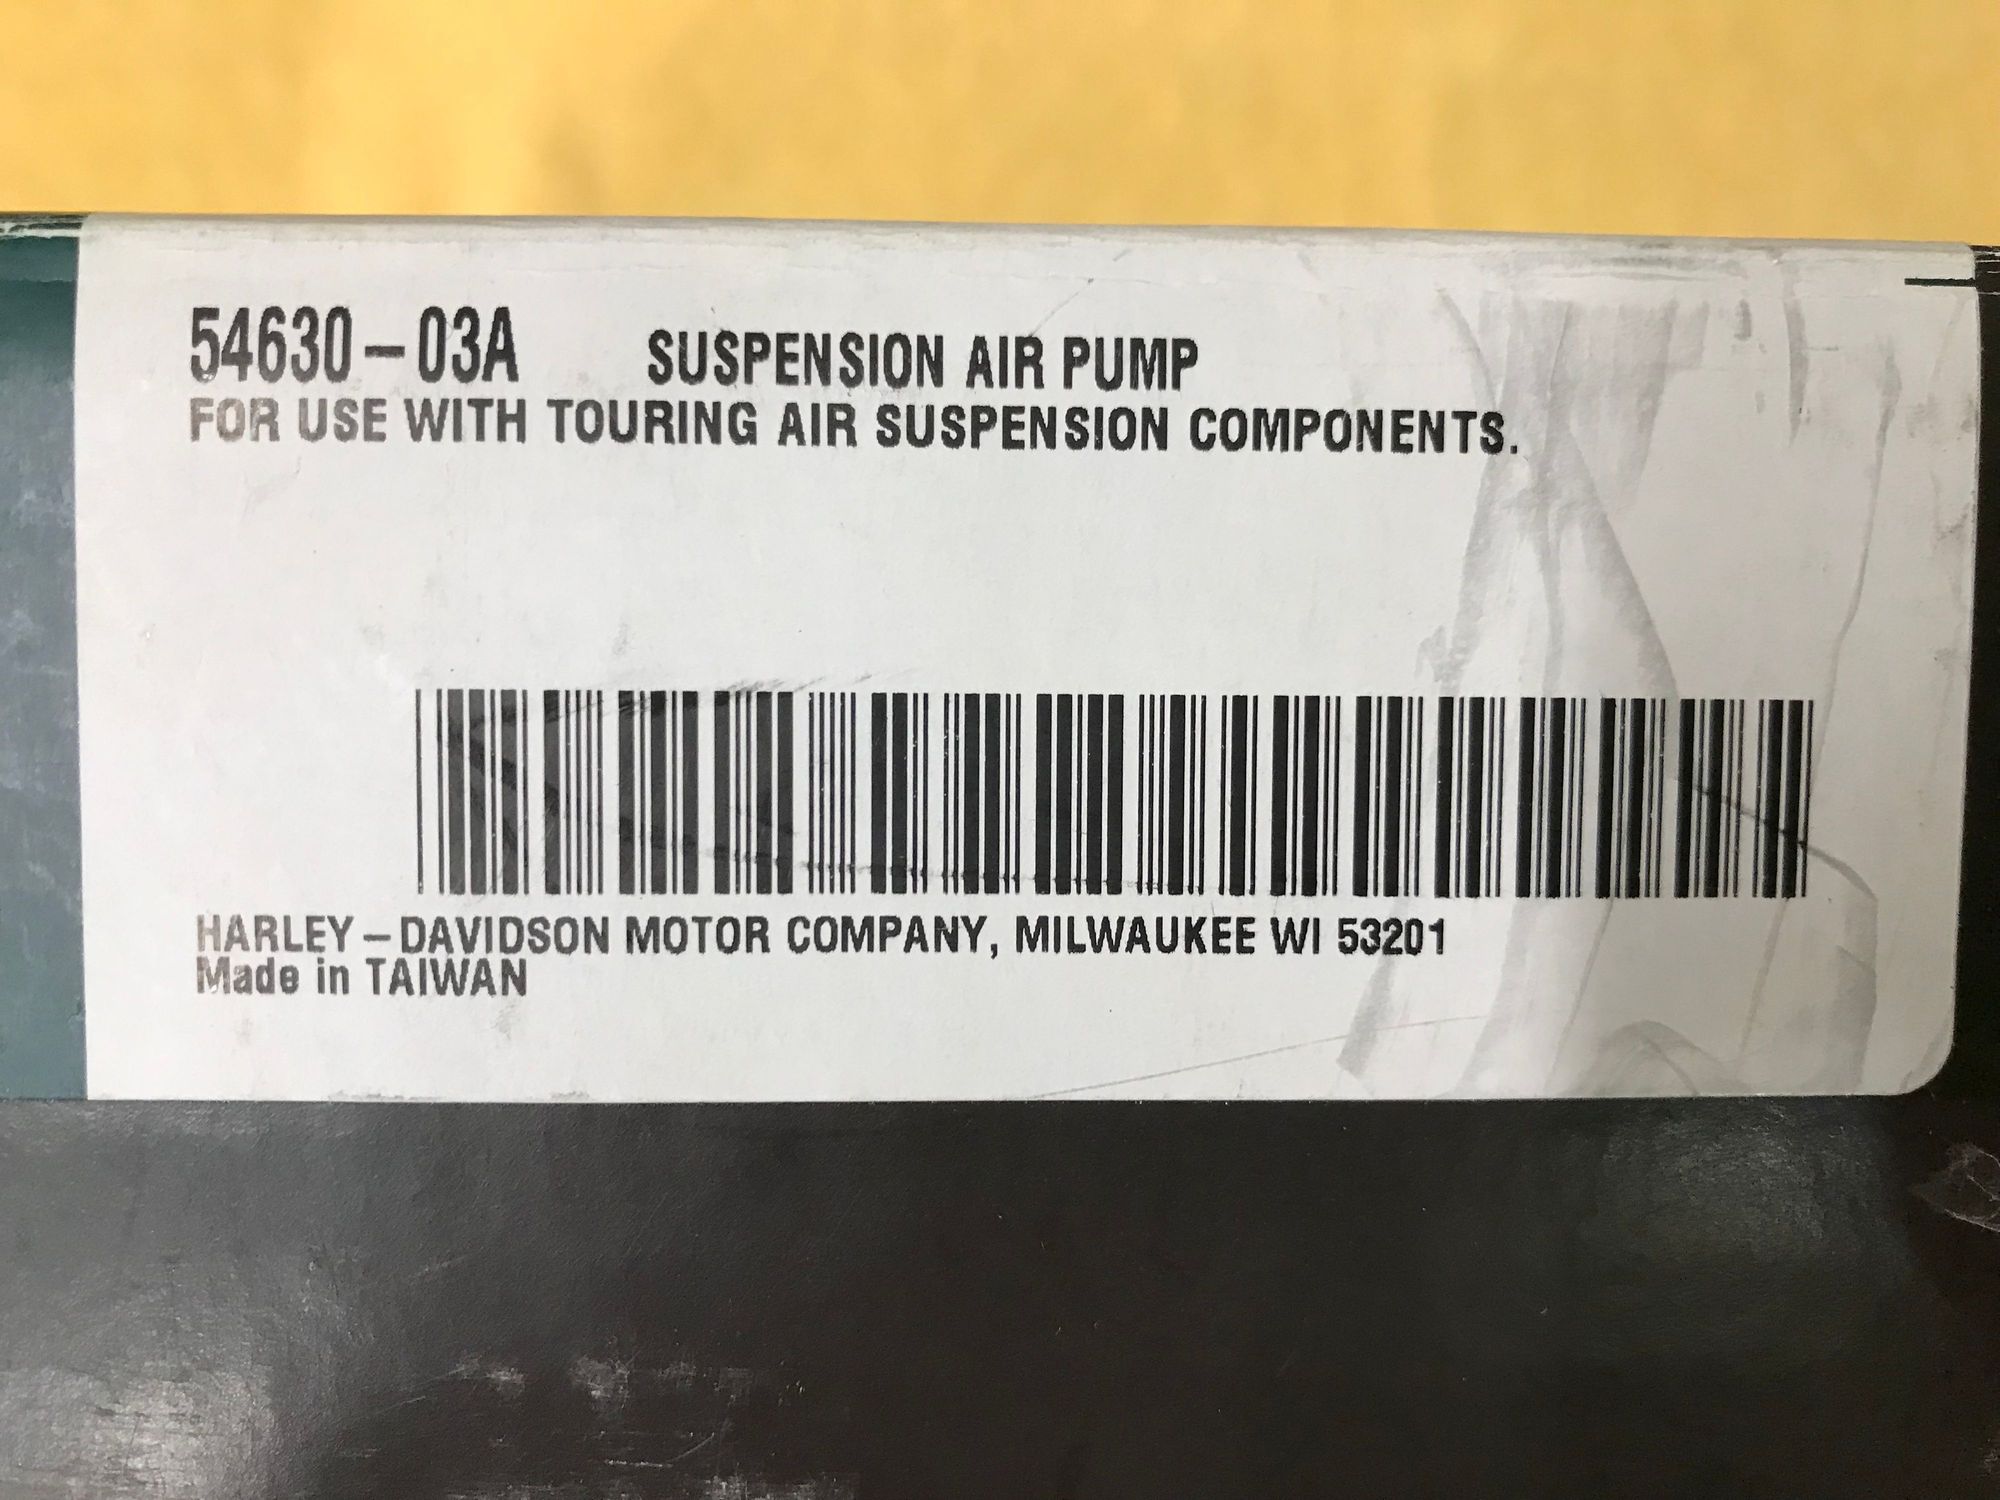 54630-03A SUSPENSION AIR PUMP
FOR USE WITH TOURING AIR SUSPENSION COMPONENTS.
HARLEY-DAVIDSON MOTOR COMPANY, MILWAUKEE WI 53201
Made in TAIWAN